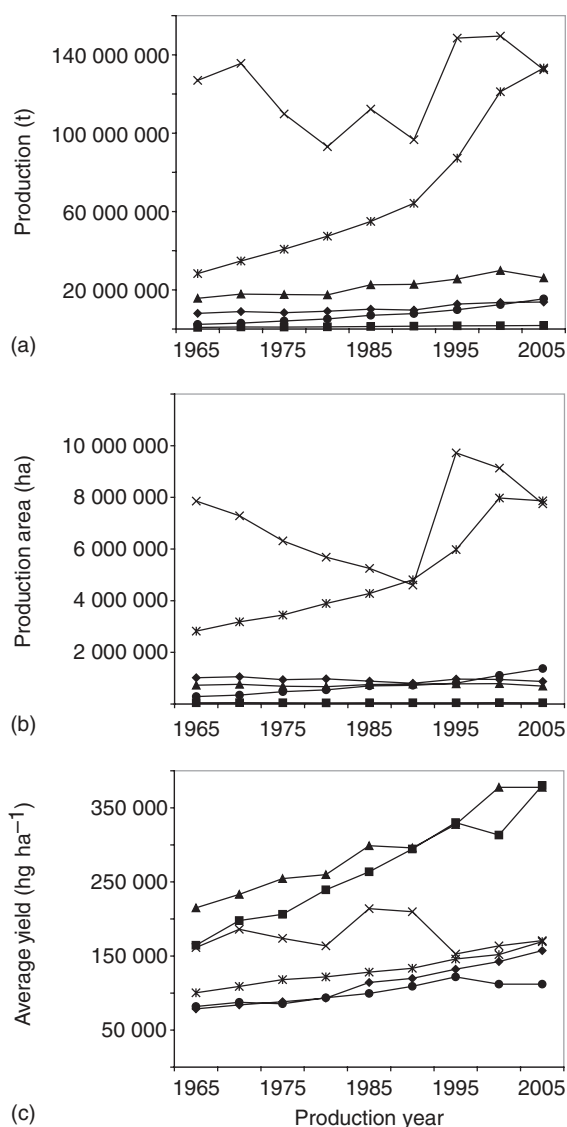 Production (t)
140 000 000
100 000 000
60 000 000
20 000 000
(a)
1965 1975 1985 1995 2005
Production area (ha)
10 000 000
8 000 000
6 000 000
4 000 000
2 000 000
(b)
1965 1975 1985 1995 2005
Average yield (hg ha⁻¹)
350 000
250 000
150 000
50 000
1965 1975 1985 1995 2005
(c)
Production year